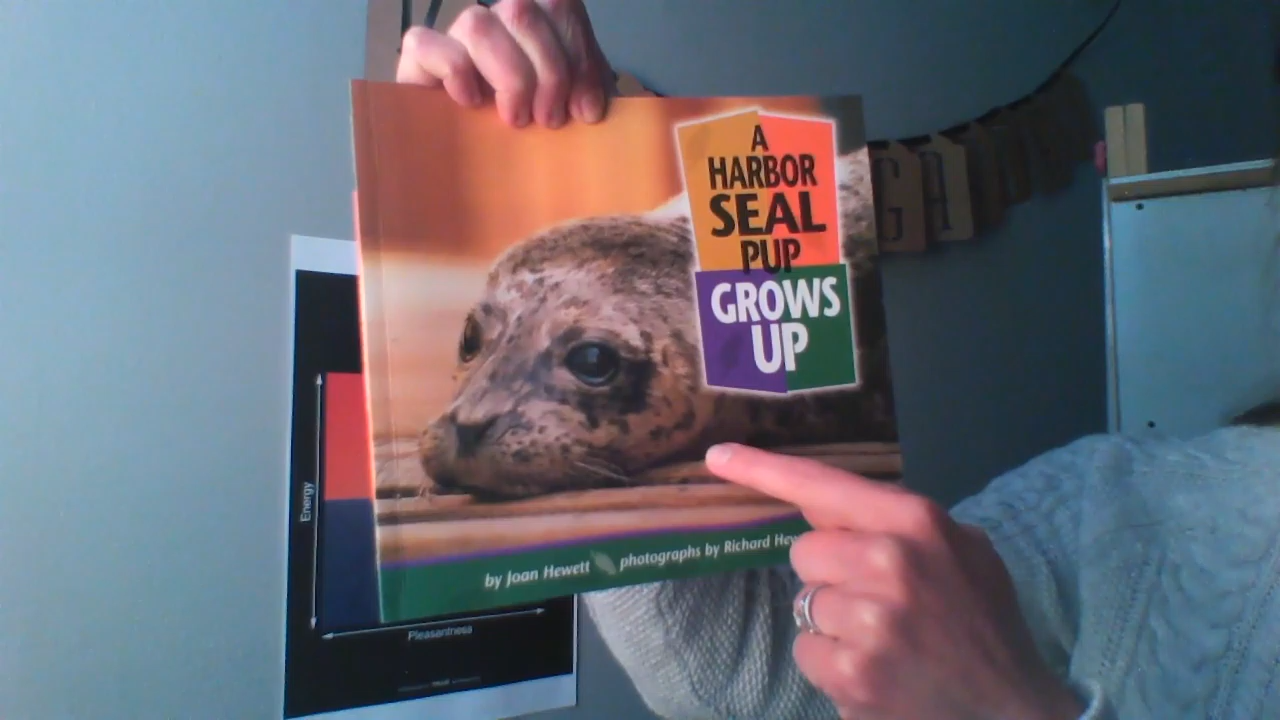 A
HARBOR
SEAL
PUP
GROWS
UP
by Joan Hewett photographs by Richard
Energy
Pleasantness
G A